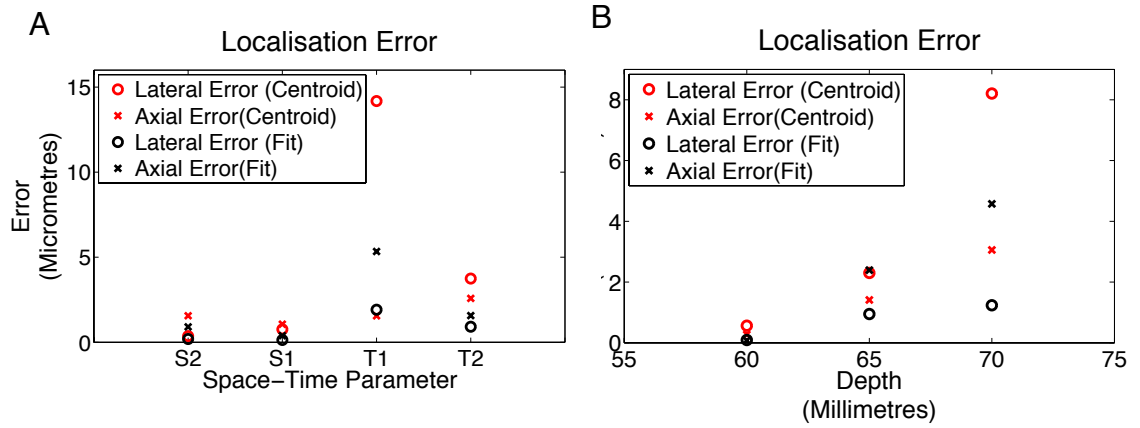 A
Localisation Error
15
10
5
0
Error
(Micrometres)
Lateral Error (Centroid)
Axial Error(Centroid)
Lateral Error (Fit)
Axial Error(Fit)
S2 S1 T1 T2
Space-Time Parameter
B
Localisation Error
8
6
4
2
0
Lateral Error (Centroid)
Axial Error(Centroid)
Lateral Error (Fit)
Axial Error(Fit)
55 60 65 70 75
Depth
(Millimetres)